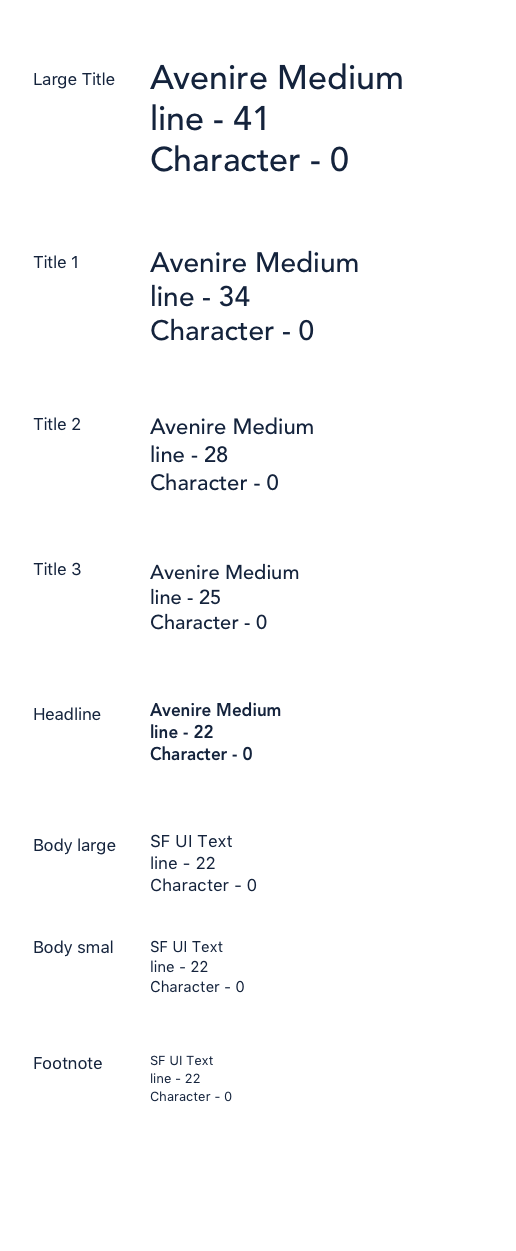 Large Title
Avenire Medium
line - 41
Character - 0
Title 1
Avenire Medium
line - 34
Character - 0
Title 2
Avenire Medium
line - 28
Character - 0
Title 3
Avenire Medium
line - 25
Character - 0
Headline
Avenire Medium
line - 22
Character - 0
Body large
SF UI Text
line - 22
Character - 0
Body smal
SF UI Text
line - 22
Character - 0
Footnote
SF UI Text
line - 22
Character - 0